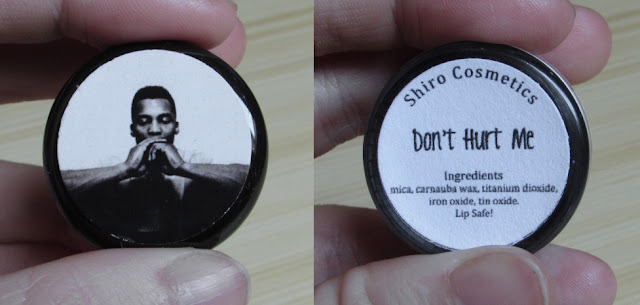 Shiro Cosmetics
Don't Hurt Me
Ingredients
mica, carnauba wax, titanium dioxide,
iron oxide, tin oxide.
Lip Safe!